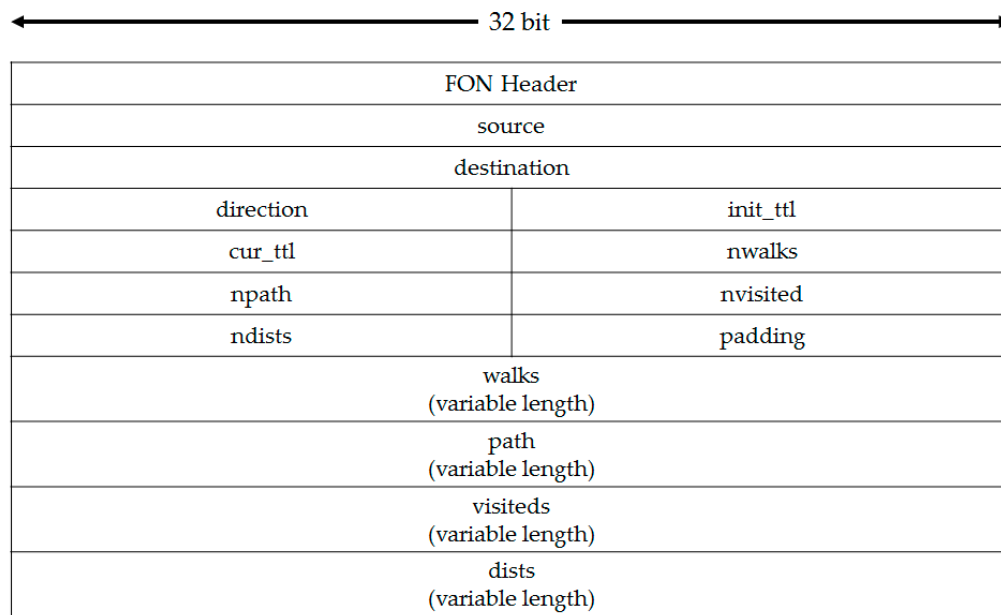 32 bit
FON Header
source
destination
direction init_ttl
cur_ttl nwalks
npath nvisited
ndists padding
walks
(variable length)
path
(variable length)
visiteds
(variable length)
dists
(variable length)